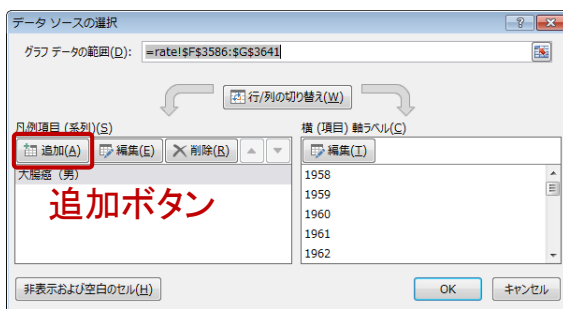 データ ソースの選択
グラフ データの範囲(D): =rate!$F$3586:$G$3641
行/列の切り替え(W)
凡例項目 (系列)(S)
横 (項目) 軸ラベル(C)
追加(A) 編集(E) 削除(R)
編集(I)
大腸癌 (男)
追加ボタン
1958
1959
1960
1961
1962
非表示および空白のセル(H)
OK キャンセル